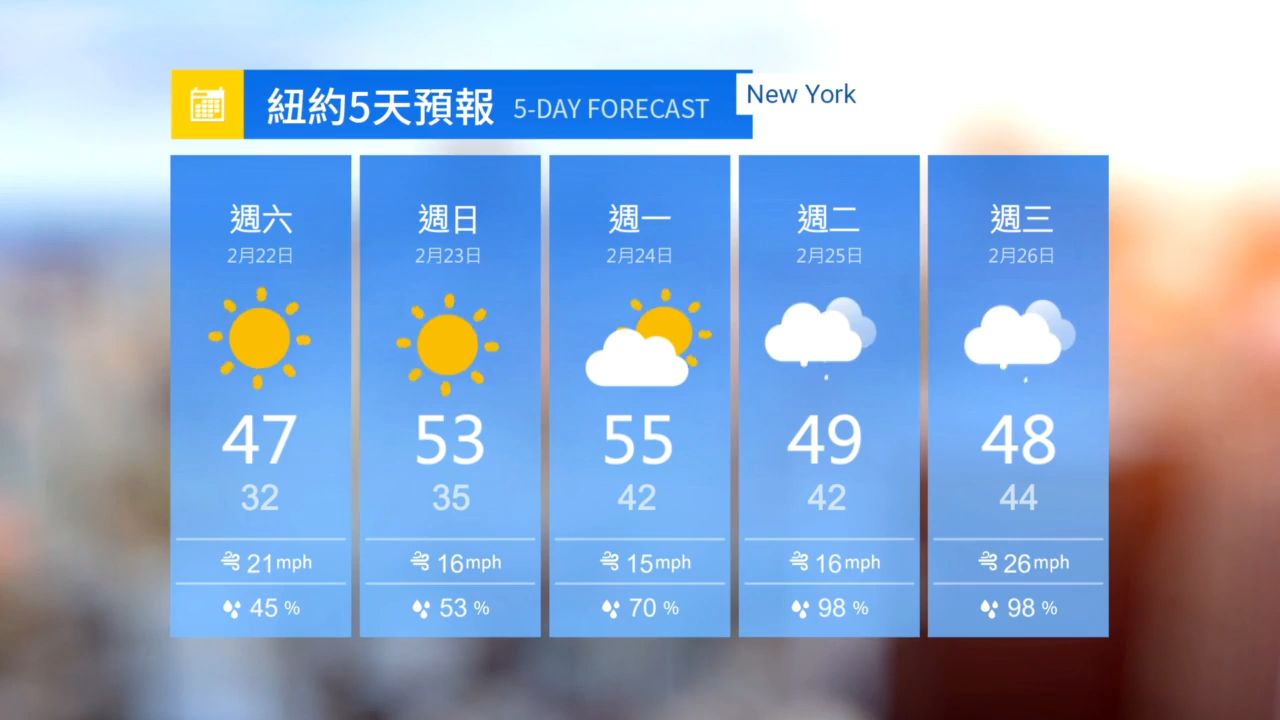 紐約5天預報 5-DAY FORECAST
New York
週六
2月22日
47
32
21mph
45 %
週日
2月23日
53
35
16mph
53 %
週一
2月24日
55
42
15mph
70 %
週二
2月25日
49
42
16mph
98 %
週三
2月26日
48
44
26mph
98 %